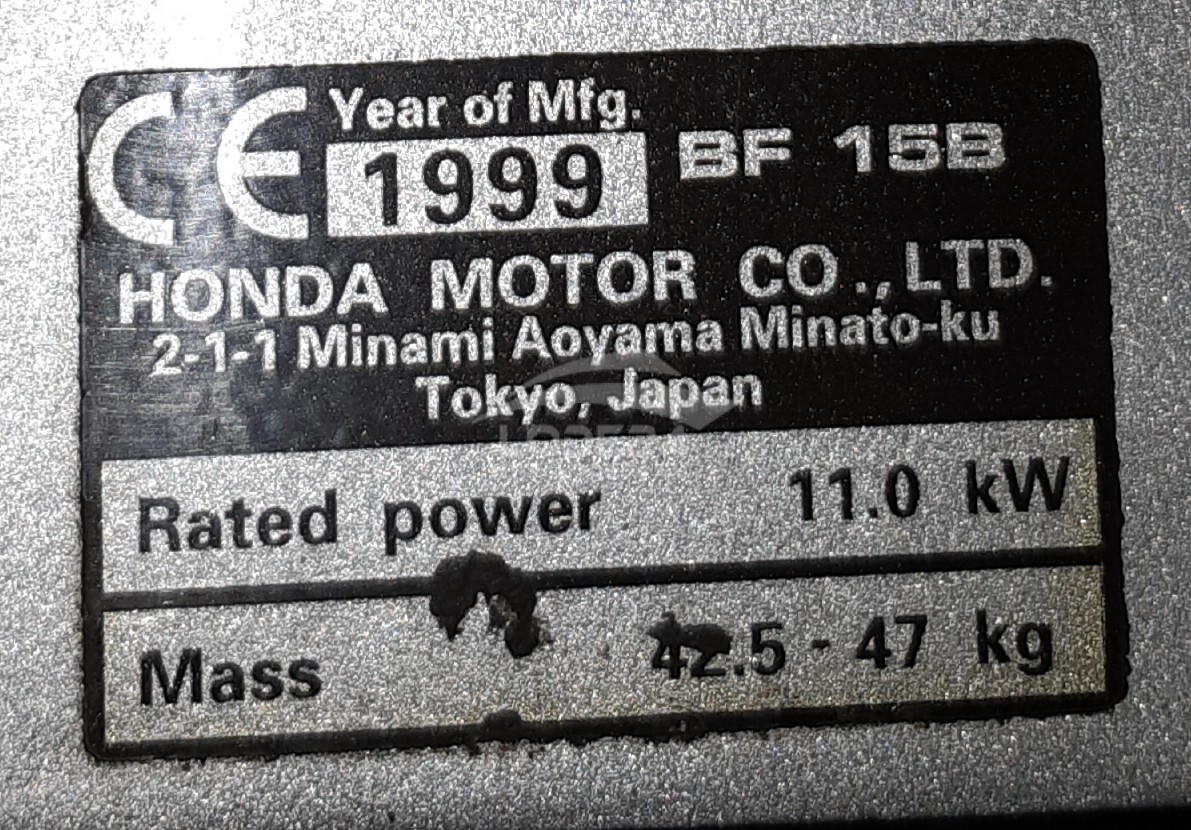 CE Year of Mfg.
1999 BF 15B
HONDA MOTOR CO., LTD.
2-1-1 Minami Aoyama Minato-ku
Tokyo, Japan
Rated power 11.0 kW
Mass 42.5 - 47 kg